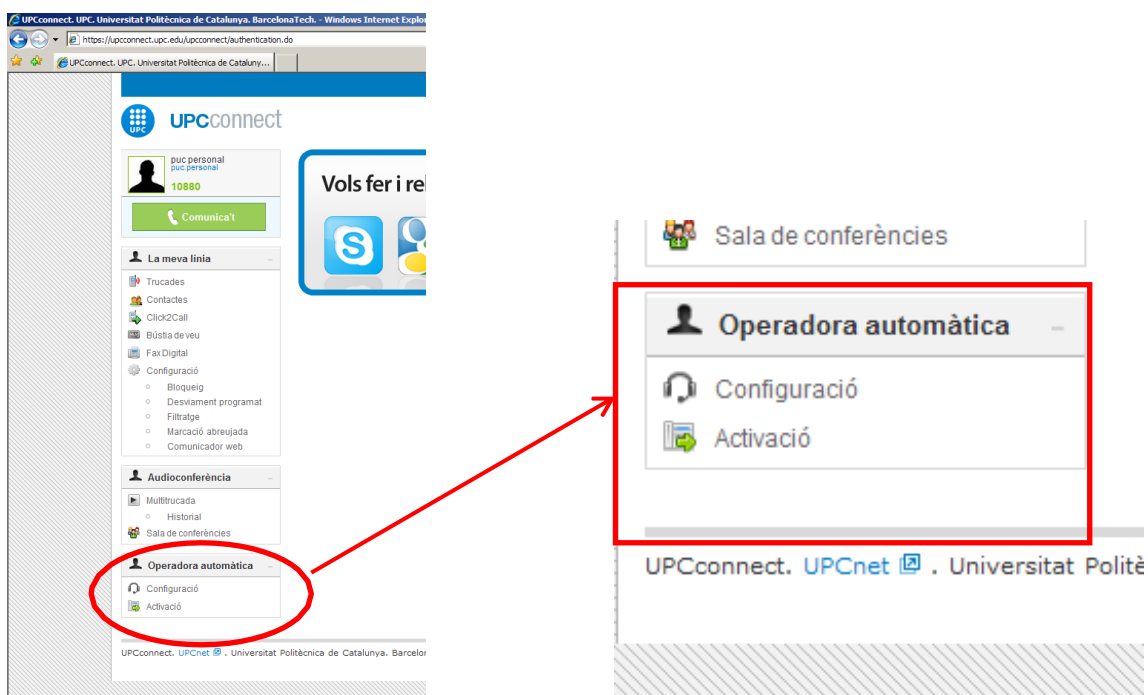 UPCconnect. UPC. Universitat Politècnica de Catalunya. BarcelonaTech. - Windows Internet Explo
https://upcconnect.upc.edu/upcconnect/authentication.do
UPCconnect. UPC. Universitat Politècnica de Cataluny...
UPC
UPCconnect
puc personal
puc.personal
10880
Comunica't
Vols fer i re
La meva línia
Trucades
Contactes
Click2Call
Bústia de veu
Fax Digital
Configuració
Bloqueig
Desviament programat
Filtratge
Marcació abreujada
Comunicador web
Audioconferència
Multitrucada
Historial
Sala de conferències
Operadora automàtica
Configuració
Activació
UPCconnect. UPCnet . Universitat Politècnica de Catalunya. Barcelo
Sala de conferències
Operadora automàtica
Configuració
Activació
UPCconnect. UPCnet . Universitat Politè